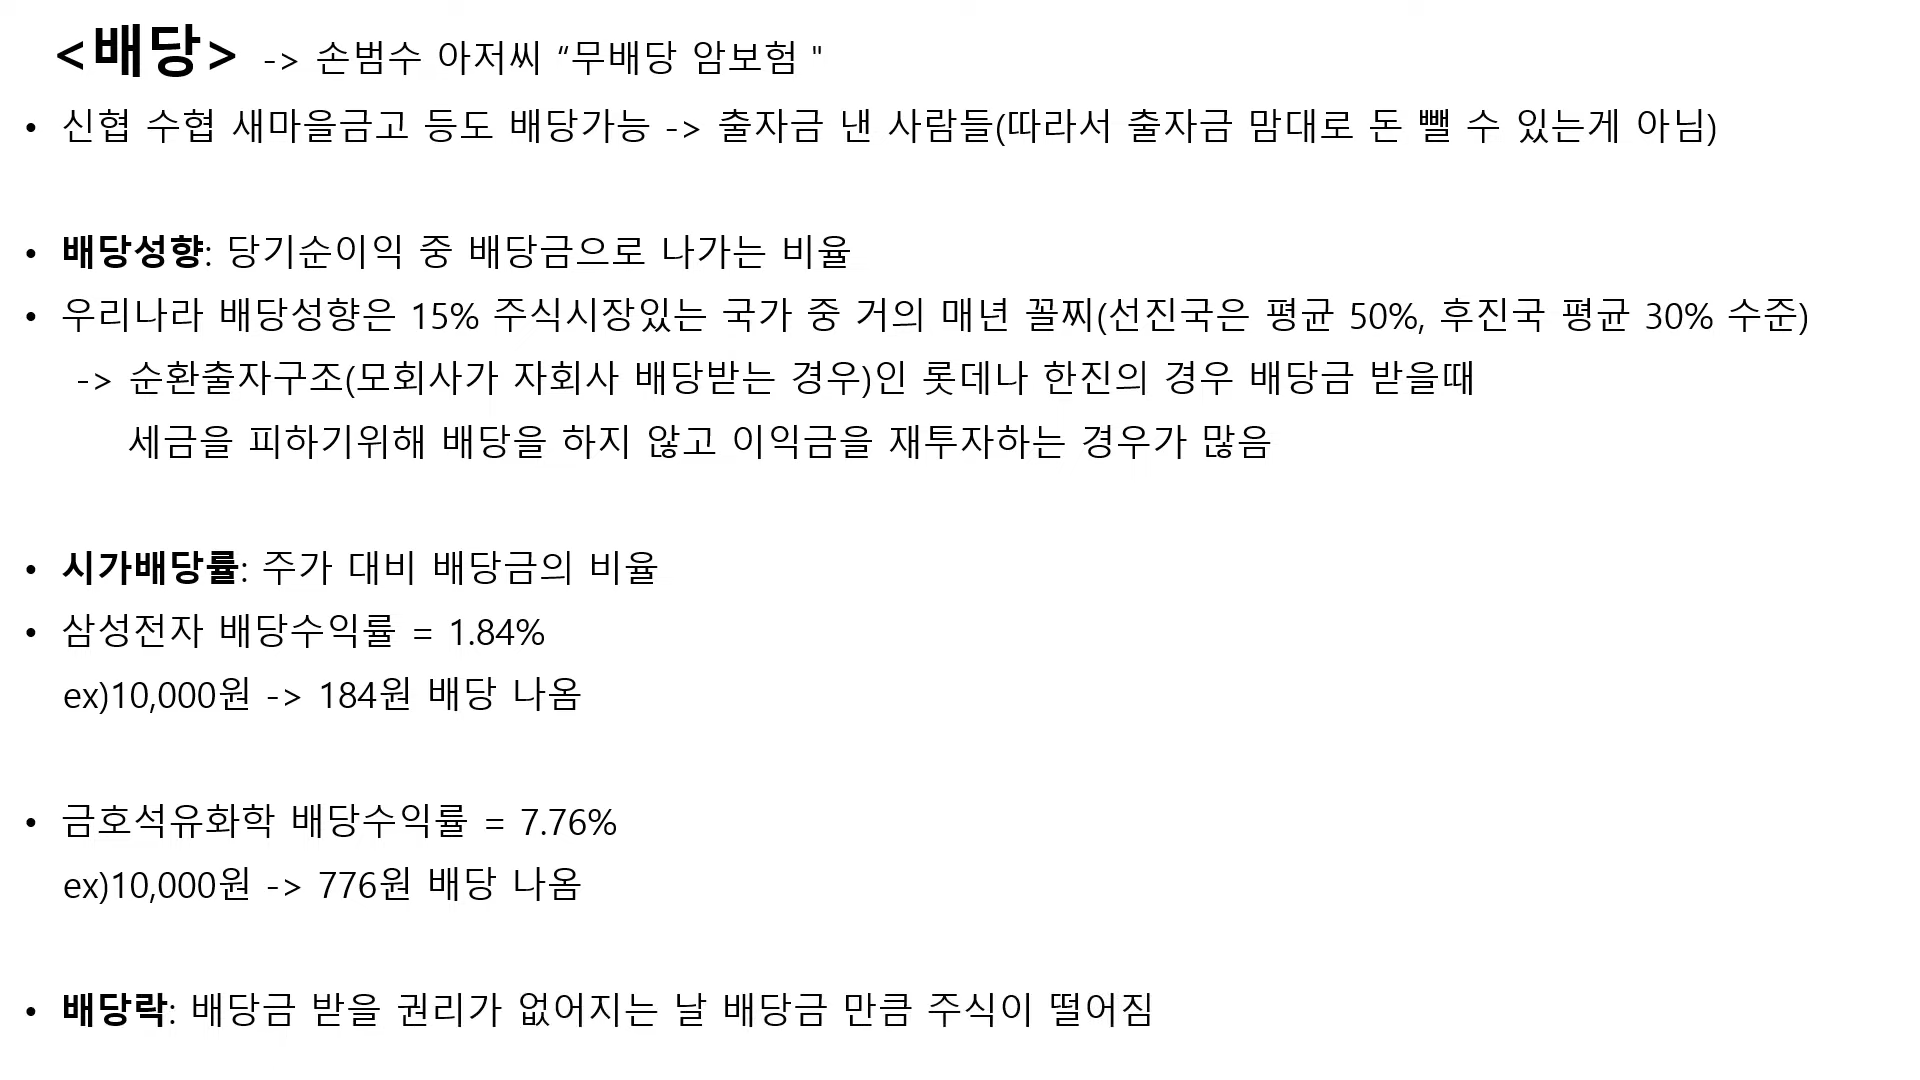 <배당> -> 손범수 아저씨 “무배당 암보험 "
• 신협 수협 새마을금고 등도 배당가능 -> 출자금 낸 사람들(따라서 출자금 맘대로 돈 뺄 수 있는게 아님)
• 배당성향: 당기순이익 중 배당금으로 나가는 비율
• 우리나라 배당성향은 15% 주식시장있는 국가 중 거의 매년 꼴찌(선진국은 평균 50%, 후진국 평균 30% 수준)
-> 순환출자구조(모회사가 자회사 배당받는 경우)인 롯데나 한진의 경우 배당금 받을때
세금을 피하기위해 배당을 하지 않고 이익금을 재투자하는 경우가 많음
• 시가배당률: 주가 대비 배당금의 비율
• 삼성전자 배당수익률 = 1.84%
ex)10,000원 -> 184원 배당 나옴
• 금호석유화학 배당수익률 = 7.76%
ex)10,000원 -> 776원 배당 나옴
• 배당락: 배당금 받을 권리가 없어지는 날 배당금 만큼 주식이 떨어짐